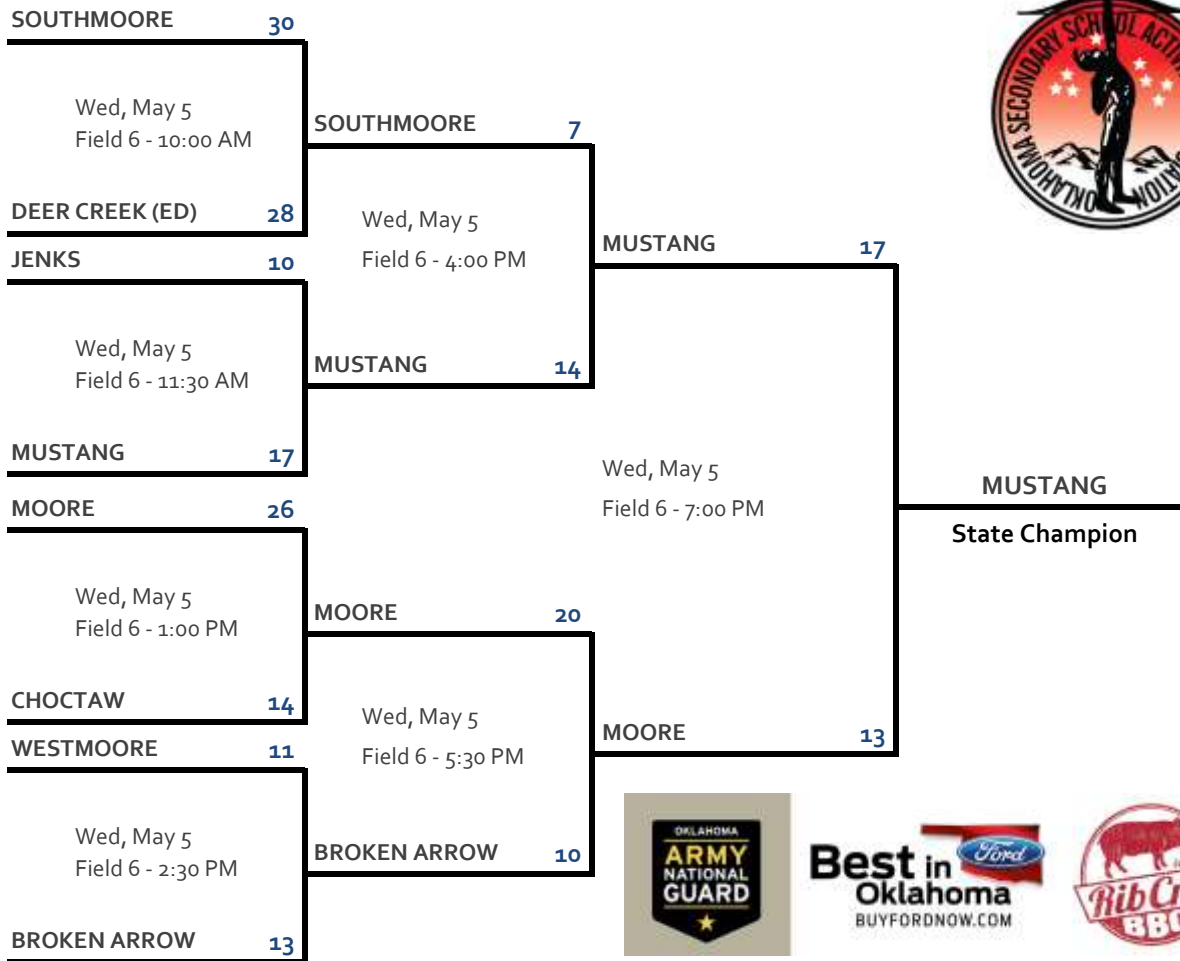 SOUTHMOORE 30
Wed, May 5
Field 6 - 10:00 AM
DEER CREEK (ED) 28
JENKS 10
Wed, May 5
Field 6 - 11:30 AM
MUSTANG 17
MOORE 26
Wed, May 5
Field 6 - 1:00 PM
CHOCTAW 14
WESTMOORE 11
Wed, May 5
Field 6 - 2:30 PM
BROKEN ARROW 13
SOUTHMOORE 7
Wed, May 5
Field 6 - 4:00 PM
MUSTANG 14
MOORE 20
Wed, May 5
Field 6 - 5:30 PM
BROKEN ARROW 10
MUSTANG 17
Wed, May 5
Field 6 - 7:00 PM
MOORE 13
MUSTANG
State Champion
OKLAHOMA SECONDARY SCHOOL
OKLAHOMA
ARMY
NATIONAL
GUARD
Best in
Oklahoma
Ford
BUYFORDNOW.COM
Rib